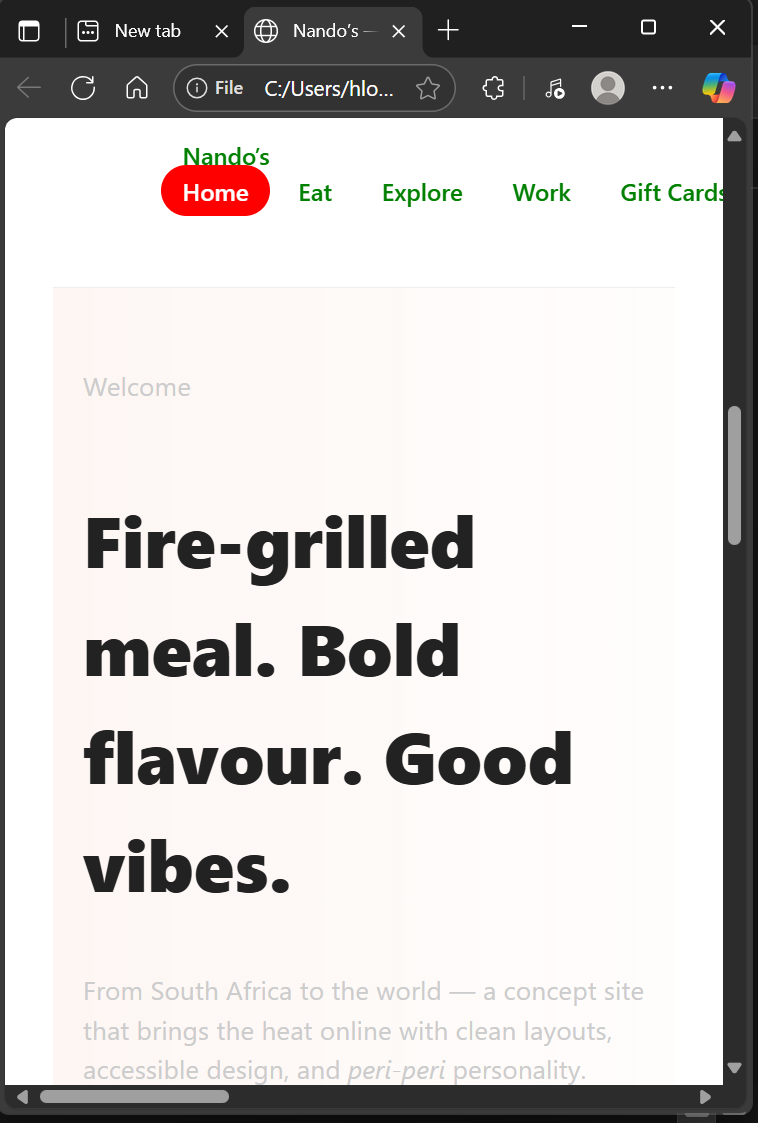 New tab
Nando’s —
File C:/Users/hlo...
Nando’s
Home Eat Explore Work Gift Cards
Welcome
Fire-grilled
meal. Bold
flavour. Good
vibes.
From South Africa to the world — a concept site
that brings the heat online with clean layouts,
accessible design, and peri-peri personality.